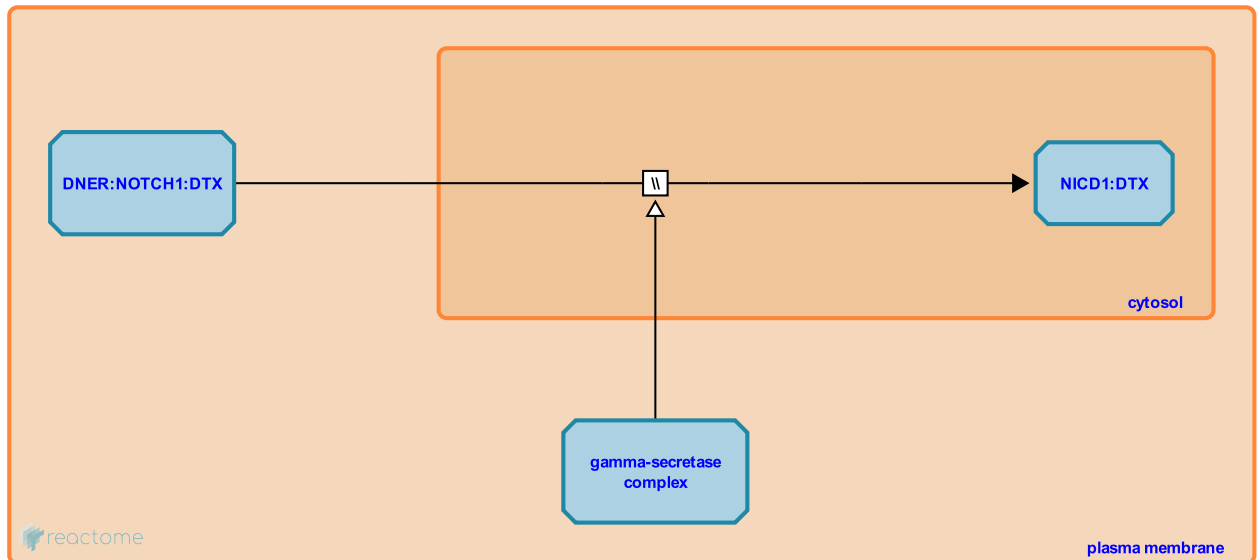 DNER:NOTCH1:DTX
\\
NICD1:DTX
cytosol
gamma-secretase
complex
reactome
plasma membrane